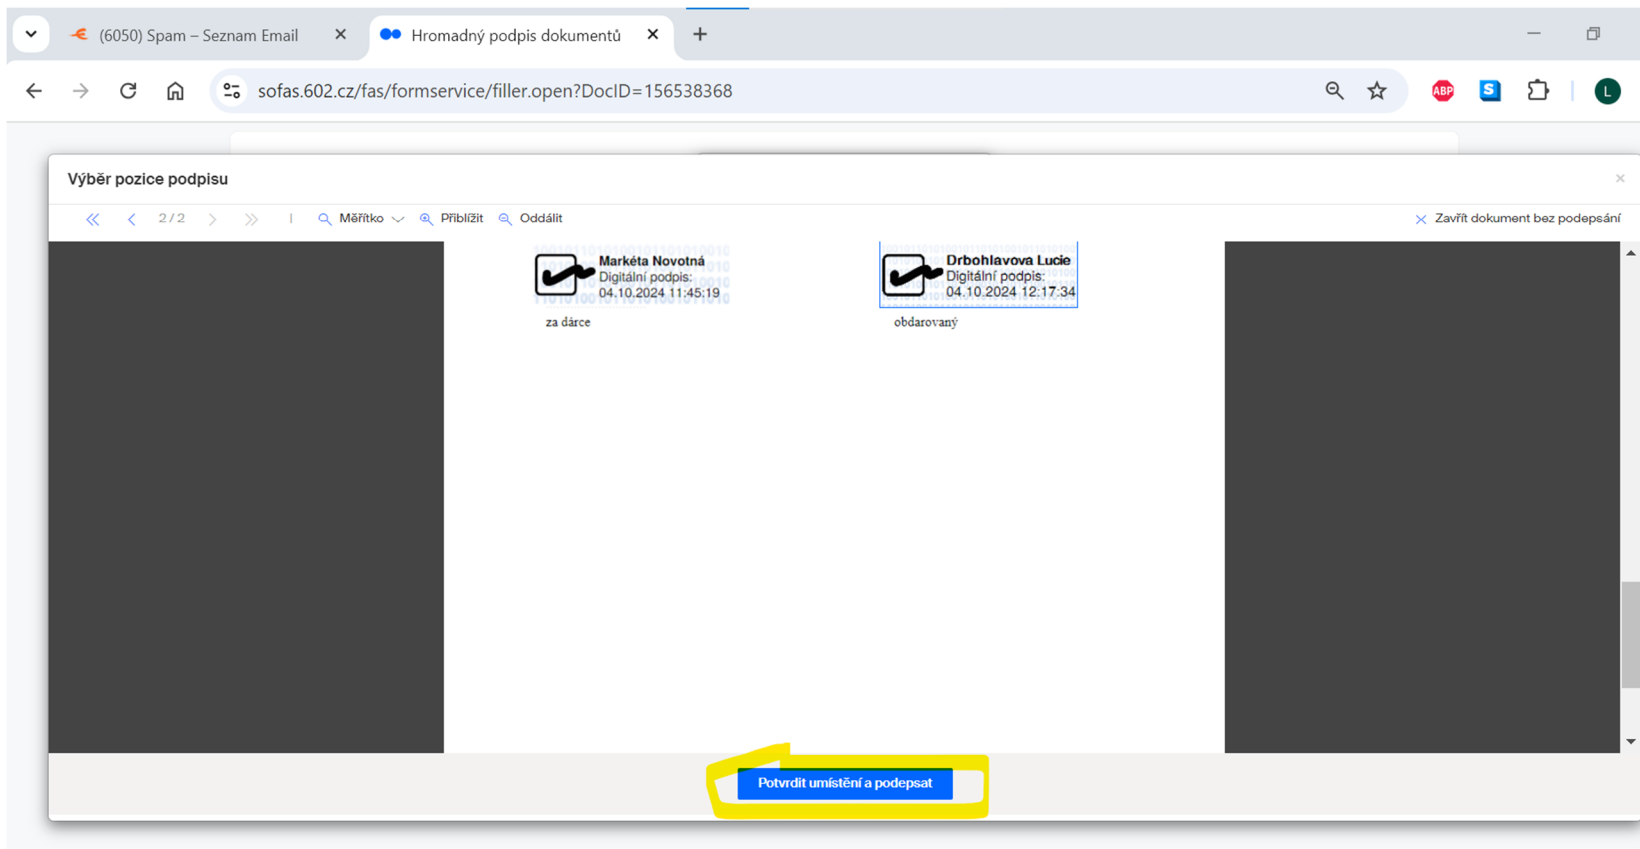 (6050) Spam – Seznam Email
Hromadný podpis dokumentů
sofas.602.cz/fas/formservice/filler.open?DocID=156538368
ABP
S
L
Výběr pozice podpisu
2 / 2
Měřítko
Přiblížit
Oddálit
Zavřít dokument bez podepsání
Markéta Novotná
Digitální podpis:
04.10.2024 11:45:19
za dárce
Drbohlavova Lucie
Digitální podpis:
04.10.2024 12:17:34
obdarovaný
Potvrdit umístění a podepsat